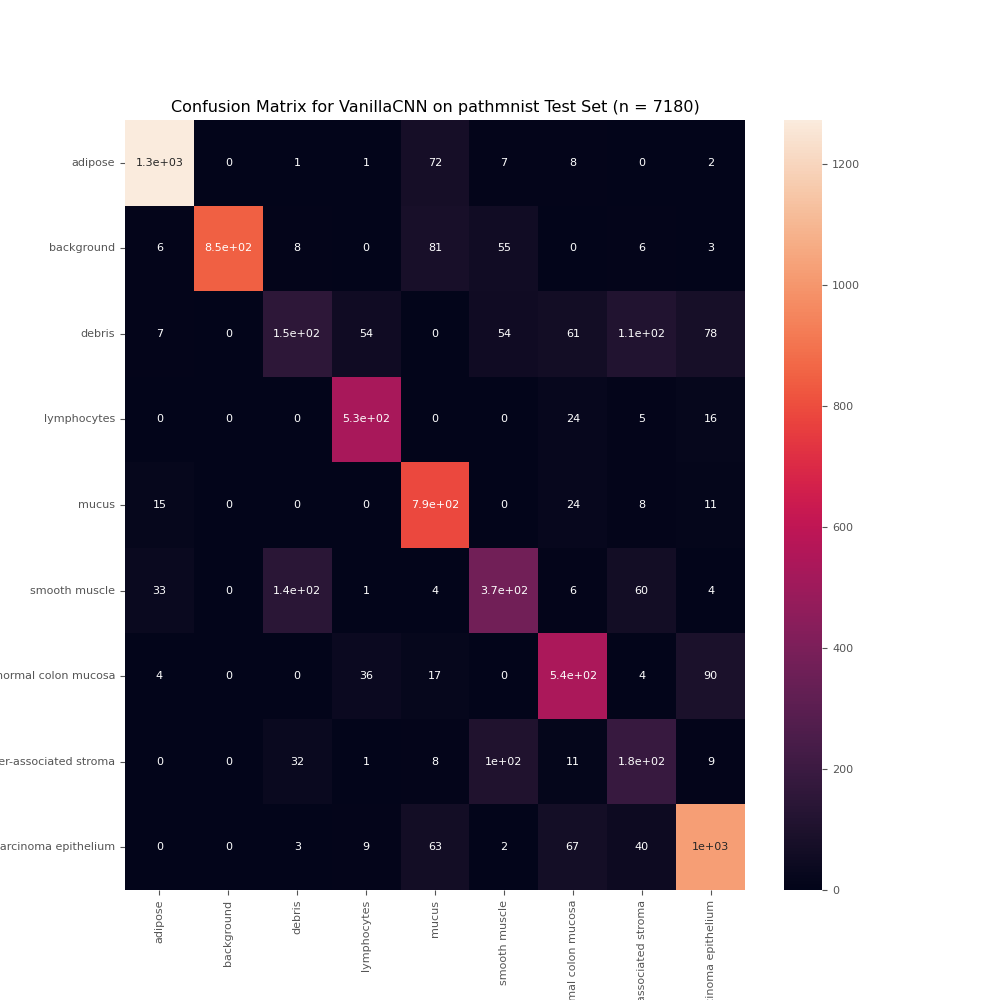 Confusion Matrix for VanillaCNN on pathmnist Test Set (n = 7180)
adipose 1.3e+03 0 1 1 72 7 8 0 2
background 6 8.5e+02 8 0 81 55 0 6 3
debris 7 0 1.5e+02 54 0 54 61 1.1e+02 78
lymphocytes 0 0 0 5.3e+02 0 0 24 5 16
mucus 15 0 0 0 7.9e+02 0 24 8 11
smooth muscle 33 0 1.4e+02 1 4 3.7e+02 6 60 4
normal colon mucosa 4 0 0 36 17 0 5.4e+02 4 90
er-associated stroma 0 0 32 1 8 1e+02 11 1.8e+02 9
arcinoma epithelium 0 0 3 9 63 2 67 40 1e+03
adipose
background
debris
lymphocytes
mucus
smooth muscle
mal colon mucosa
associated stroma
cinoma epithelium
1200
1000
800
600
400
200
0